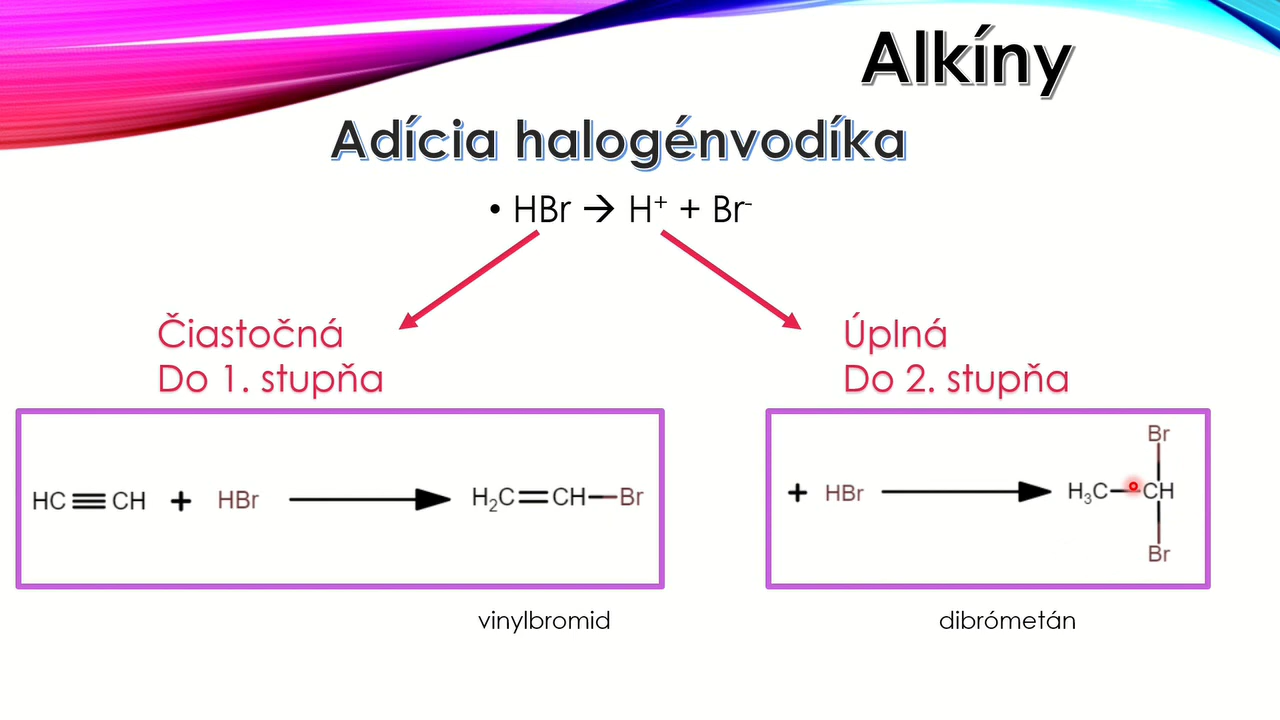 Alkíny
Adícia halogénvodíka
• HBr → H⁺ + Br⁻
Čiastočná
Do 1. stupňa
Úplná
Do 2. stupňa
HC≡CH + HBr → H₂C=CH–Br
Br
+ HBr → H₃C–CH
Br
vinylbromid
dibrómetán